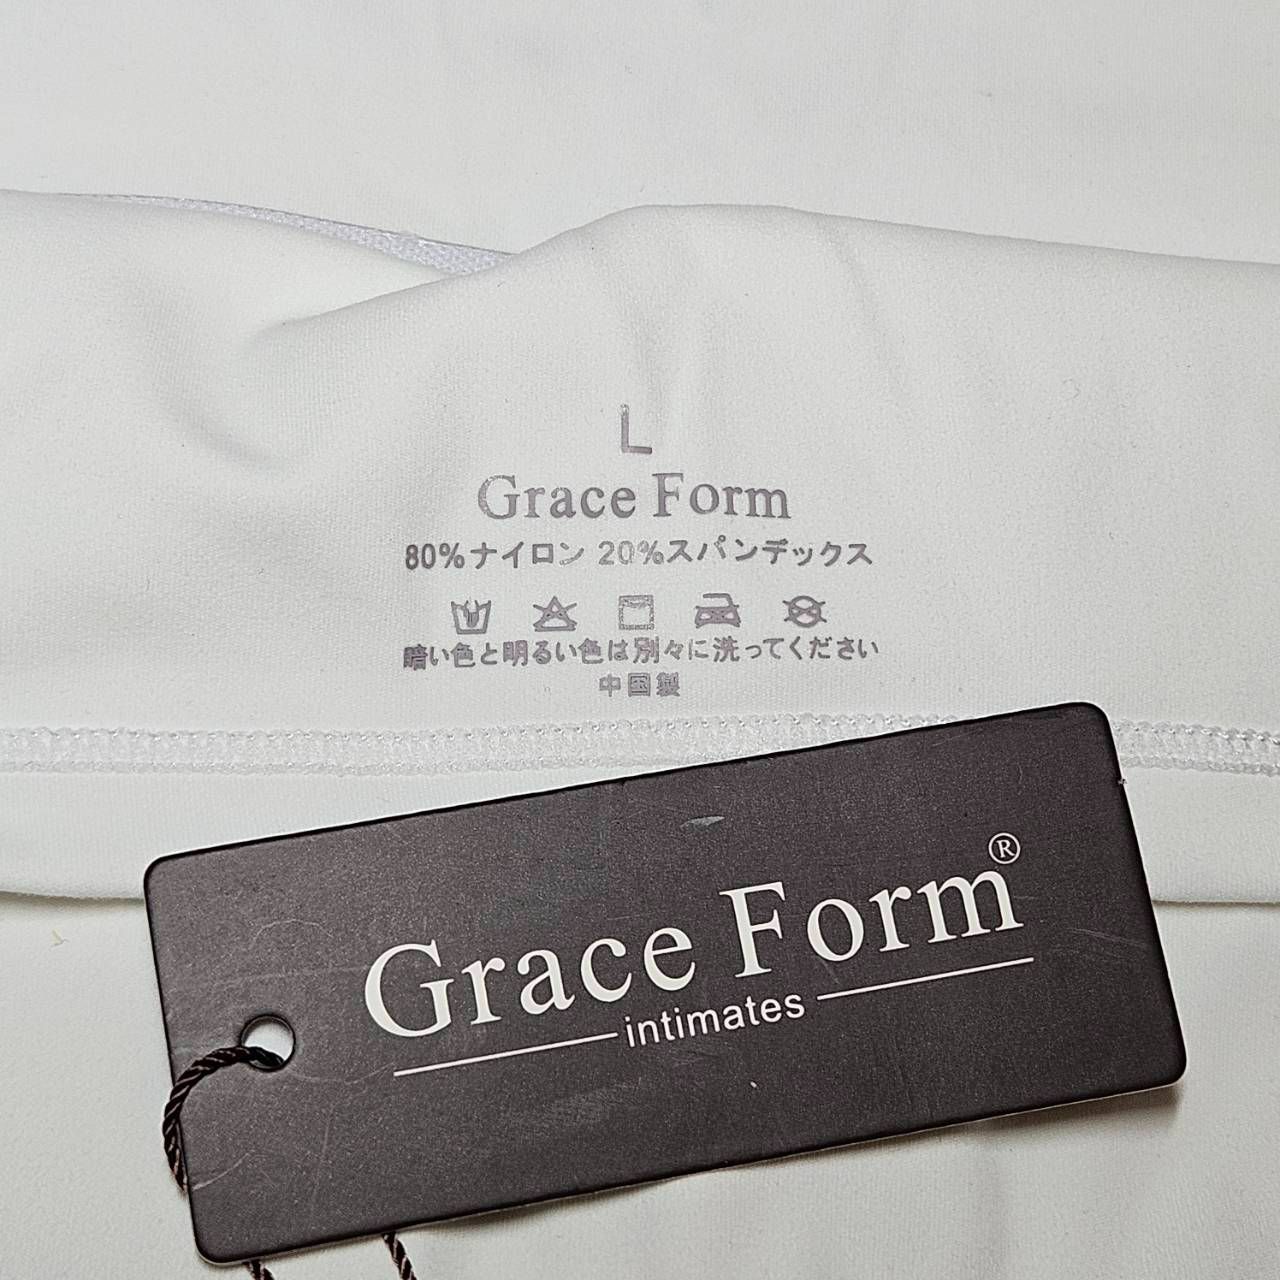 L
Grace Form
80%ナイロン 20%スパンデックス
暗い色と明るい色は別々に洗ってください
中国製
Grace Form®
intimates